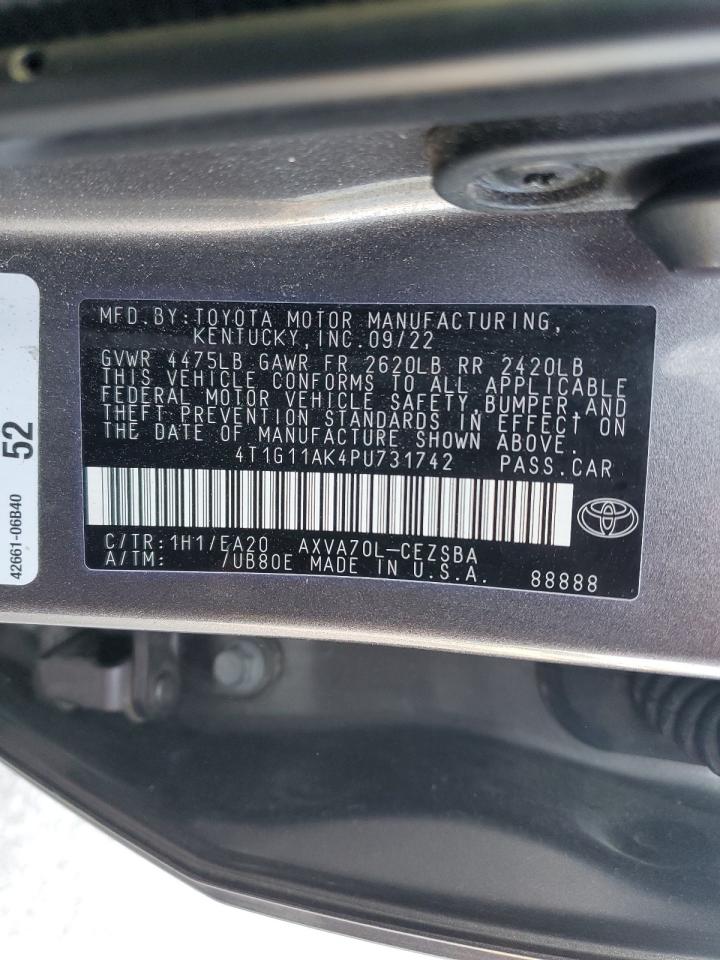 MFD.BY:TOYOTA MOTOR MANUFACTURING,
KENTUCKY,INC.09/22
GVWR 4475LB GAWR FR 2620LB RR 2420LB
THIS VEHICLE CONFORMS TO ALL APPLICABLE
FEDERAL MOTOR VEHICLE SAFETY,BUMPER,AND
THEFT PREVENTION STANDARDS IN EFFECT ON
THE DATE OF MANUFACTURE SHOWN ABOVE.
4T1G11AK4PU731742 PASS.CAR
C/TR:1H1/EA20 AXVA70L-CEZSBA
A/TM: /UB80E MADE IN U.S.A. 88888
52
42661-06B40